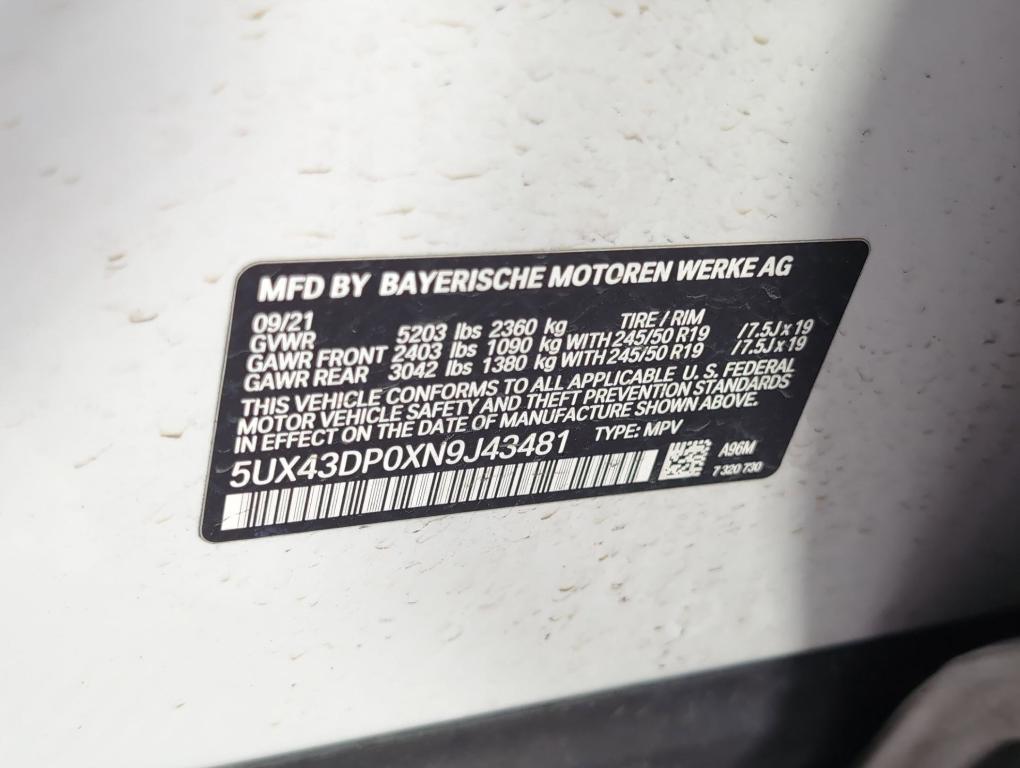 MFD BY BAYERISCHE MOTOREN WERKE AG
09/21 TIRE / RIM
GVWR 5203 lbs 2360 kg
GAWR FRONT 2403 lbs 1090 kg WITH 245/50 R19 /7.5J x 19
GAWR REAR 3042 lbs 1380 kg WITH 245/50 R19 /7.5J x 19
THIS VEHICLE CONFORMS TO ALL APPLICABLE U.S. FEDERAL
MOTOR VEHICLE SAFETY AND THEFT PREVENTION STANDARDS
IN EFFECT ON THE DATE OF MANUFACTURE SHOWN ABOVE.
5UX43DP0XN9J43481 TYPE: MPV
A96M
7 320 730